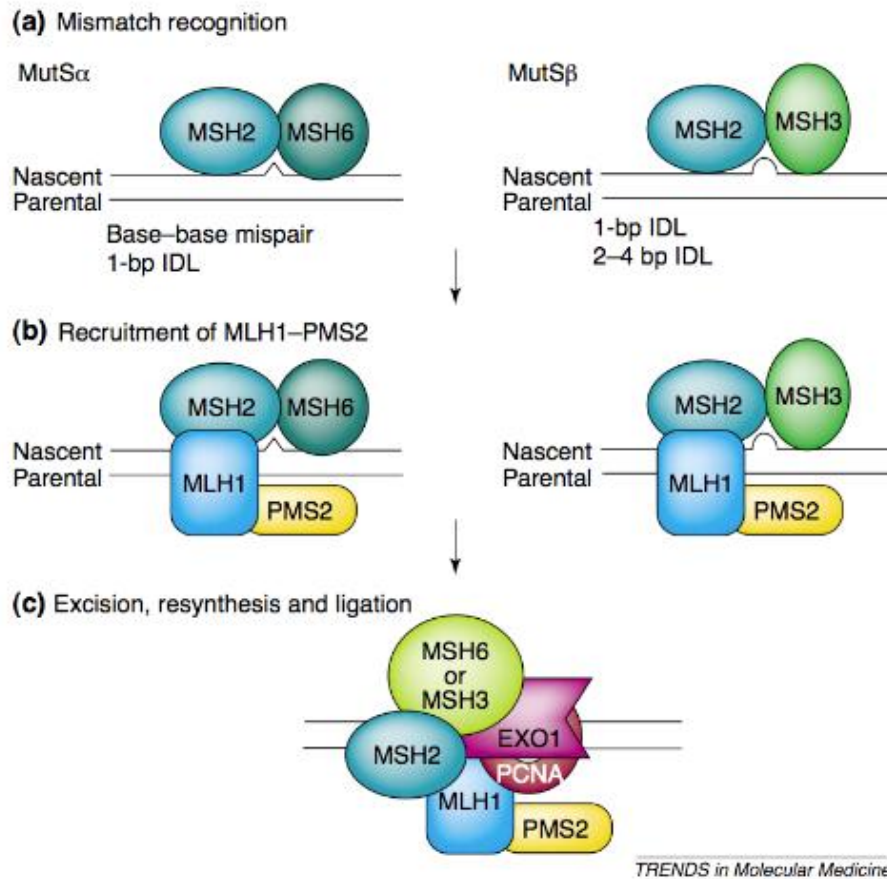 (a) Mismatch recognition
MutSα
MutSβ
MSH2
MSH6
MSH2
MSH3
Nascent
Parental
Nascent
Parental
Base–base mispair
1-bp IDL
1-bp IDL
2–4 bp IDL
(b) Recruitment of MLH1–PMS2
MSH2
MSH6
MSH2
MSH3
Nascent
Parental
Nascent
Parental
MLH1
PMS2
MLH1
PMS2
(c) Excision, resynthesis and ligation
MSH6
or
MSH3
MSH2
EXO1
PCNA
MLH1
PMS2
TRENDS in Molecular Medicine